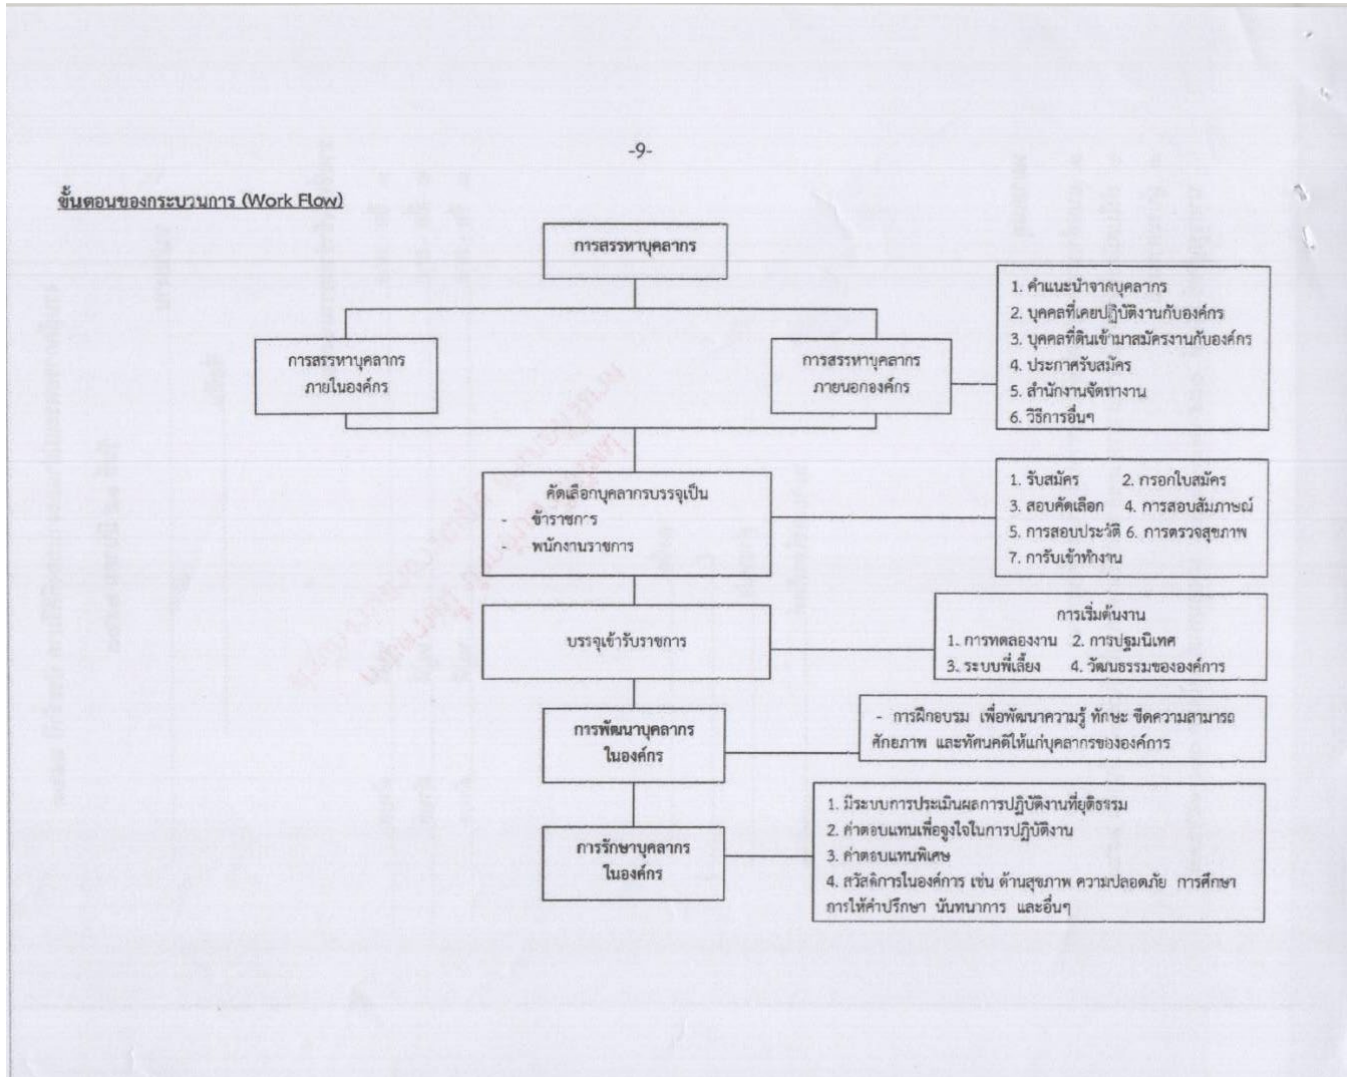 -9-
ขั้นตอนของกระบวนการ (Work Flow)
การสรรหาบุคลากร
การสรรหาบุคลากร
ภายในองค์กร
การสรรหาบุคลากร
ภายนอกองค์กร
1. คำแนะนำจากบุคลากร
2. บุคคลที่เคยปฏิบัติงานกับองค์กร
3. บุคคลที่เดินเข้ามาสมัครงานกับองค์กร
4. ประกาศรับสมัคร
5. สำนักงานจัดหางาน
6. วิธีการอื่นๆ
คัดเลือกบุคลากรบรรจุเป็น
- ข้าราชการ
- พนักงานราชการ
1. รับสมัคร 2. กรอกใบสมัคร
3. สอบคัดเลือก 4. การสอบสัมภาษณ์
5. การสอบประวัติ 6. การตรวจสุขภาพ
7. การับเข้าทำงาน
บรรจุเข้ารับราชการ
การเริ่มต้นงาน
1. การทดลองงาน 2. การปฐมนิเทศ
3. ระบบพี่เลี้ยง 4. วัฒนธรรมขององค์การ
การพัฒนาบุคลากร
ในองค์กร
- การฝึกอบรม เพื่อพัฒนาความรู้ ทักษะ ขีดความสามารถ
ศักยภาพ และทัศนคติให้แก่บุคลากรขององค์การ
การรักษาบุคลากร
ในองค์กร
1. มีระบบการประเมินผลการปฏิบัติงานที่ยุติธรรม
2. ค่าตอบแทนเพื่อจูงใจในการปฏิบัติงาน
3. ค่าตอบแทนพิเศษ
4. สวัสดิการในองค์การ เช่น ด้านสุขภาพ ความปลอดภัย การศึกษา
การให้คำปรึกษา นันทนาการ และอื่นๆ